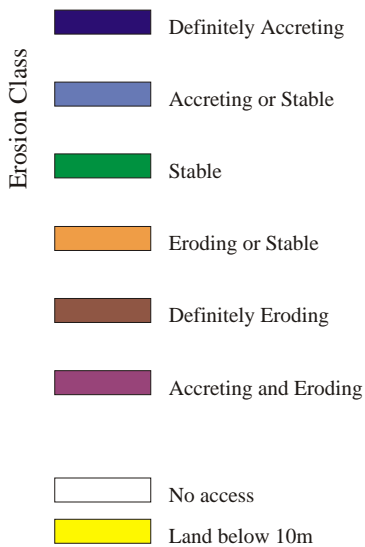 Erosion Class
Definitely Accreting
Accreting or Stable
Stable
Eroding or Stable
Definitely Eroding
Accreting and Eroding
No access
Land below 10m